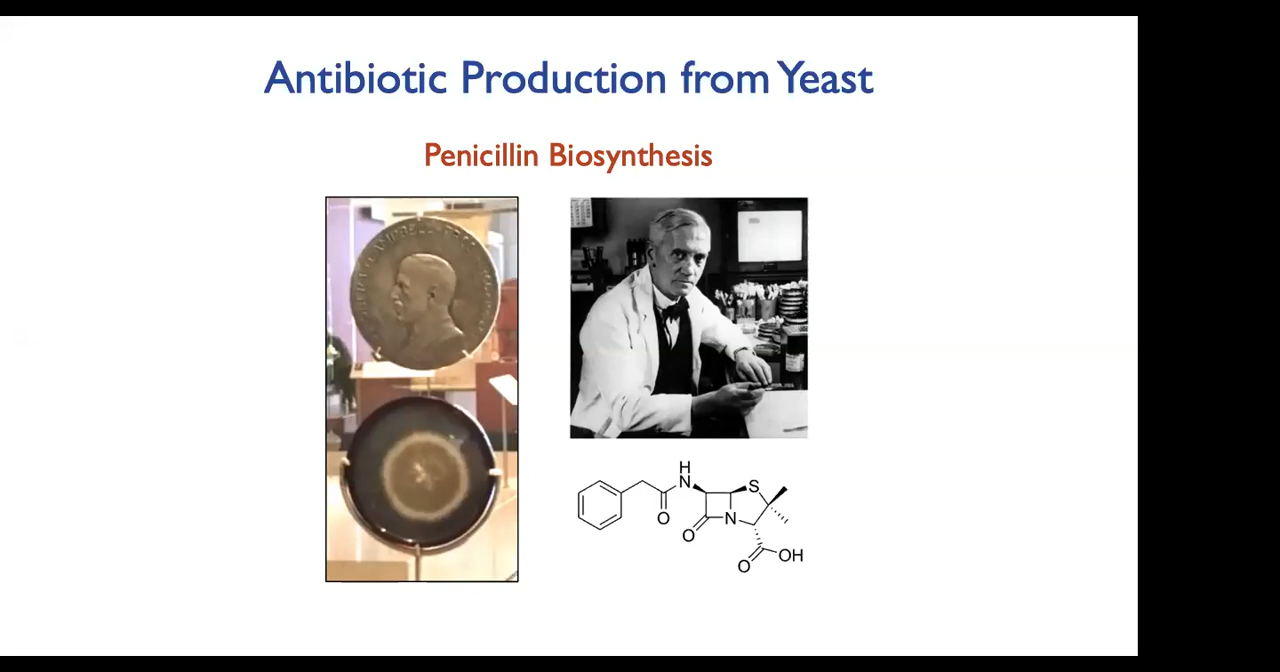 Antibiotic Production from Yeast
Penicillin Biosynthesis
H
N
S
O
O
N
O
OH